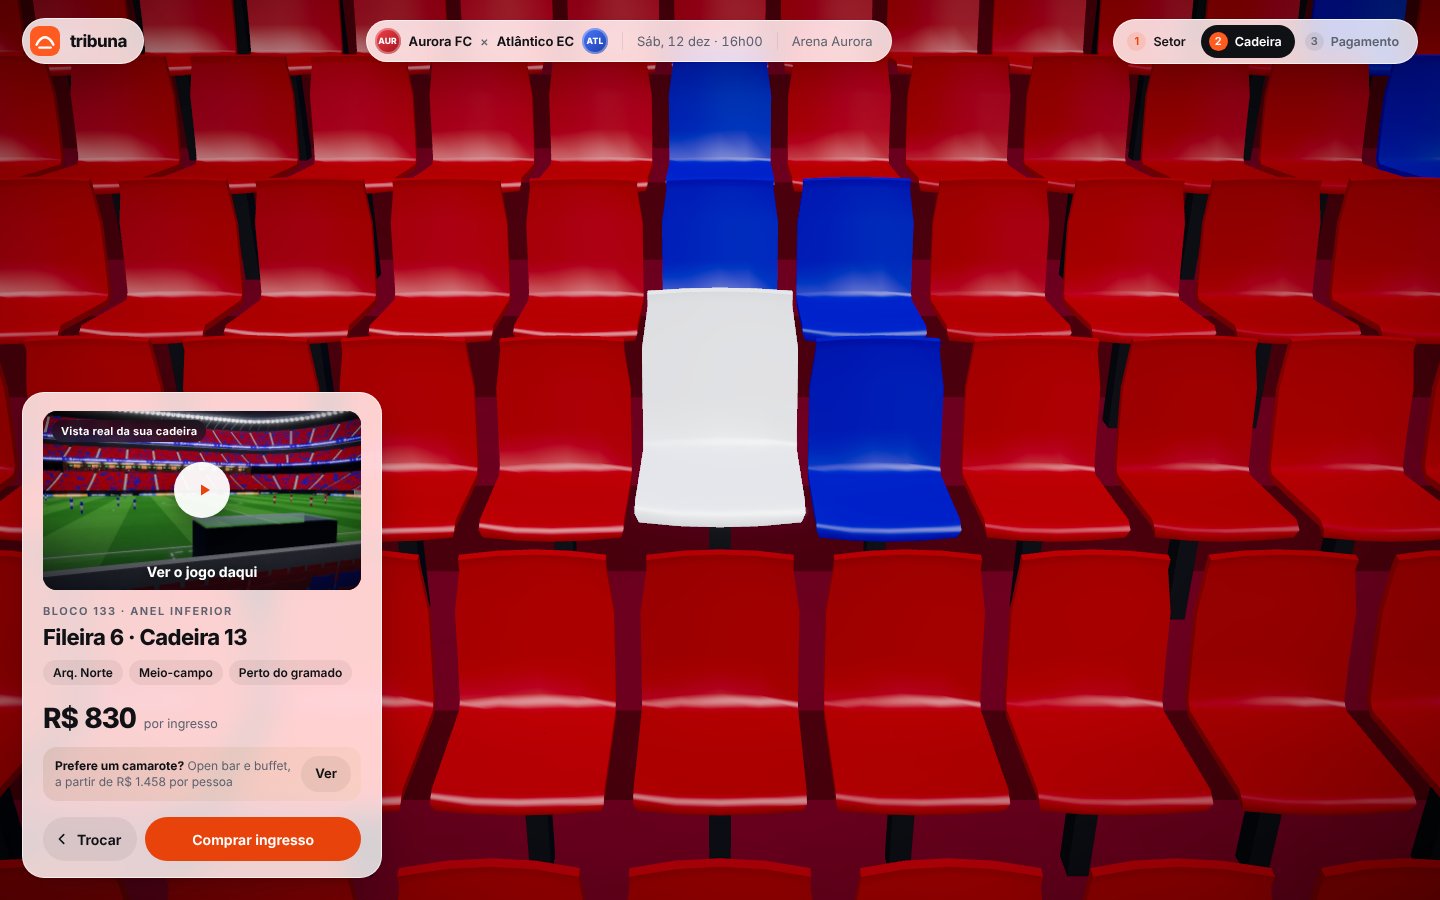 tribuna
AUR Aurora FC × Atlântico EC ATL Sáb, 12 dez · 16h00 Arena Aurora
1 Setor 2 Cadeira 3 Pagamento
Vista real da sua cadeira
Ver o jogo daqui
BLOCO 133 · ANEL INFERIOR
Fileira 6 · Cadeira 13
Arq. Norte Meio-campo Perto do gramado
R$ 830 por ingresso
Prefere um camarote? Open bar e buffet,
a partir de R$ 1.458 por pessoa
Ver
Trocar Comprar ingresso